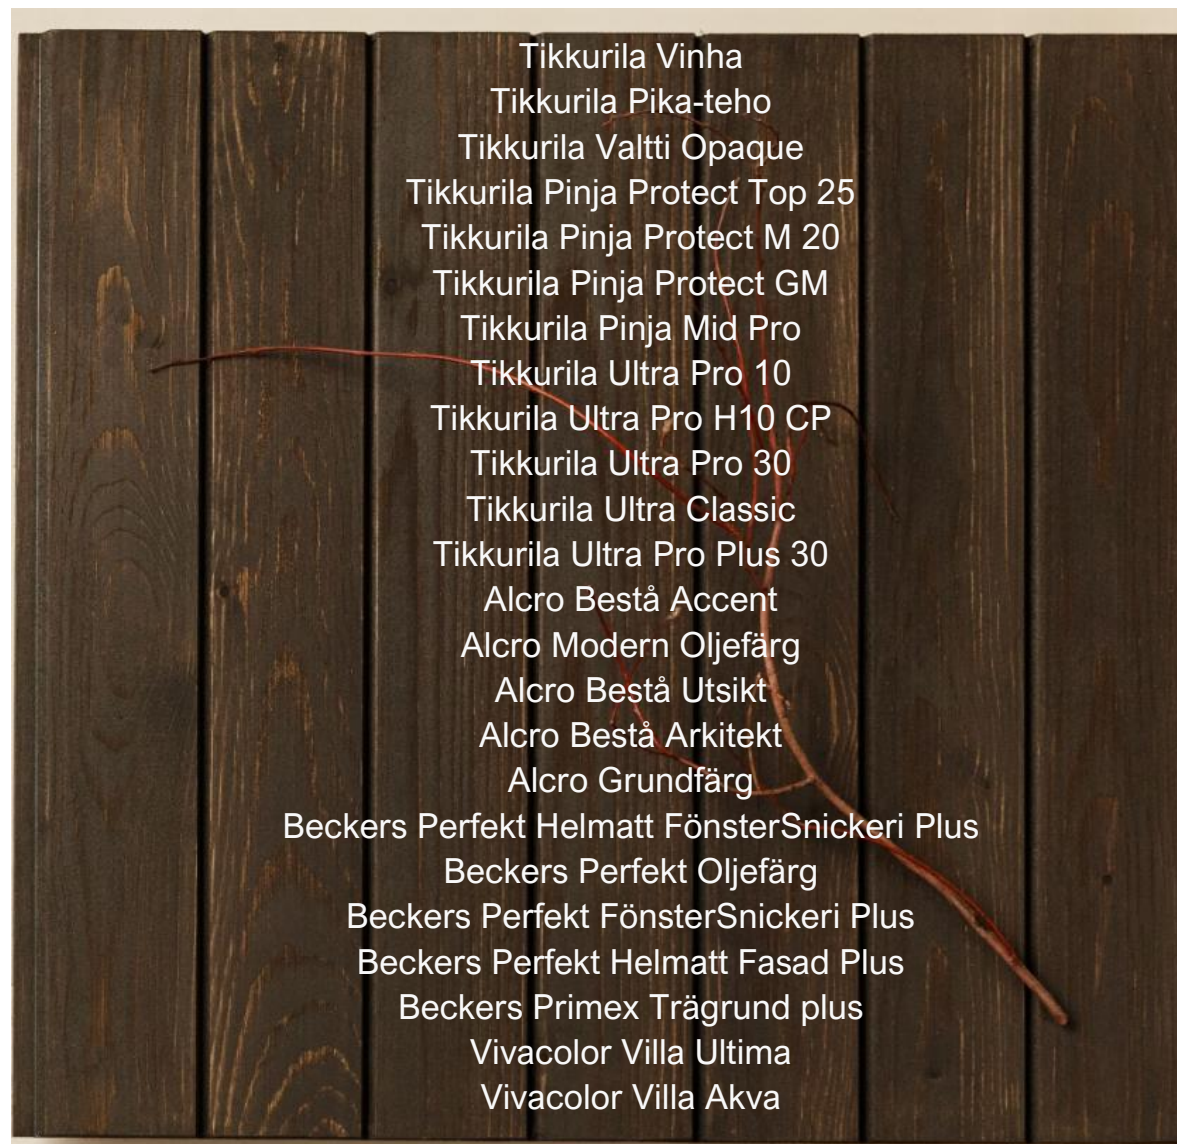 Tikkurila Vinha
Tikkurila Pika-teho
Tikkurila Valtti Opaque
Tikkurila Pinja Protect Top 25
Tikkurila Pinja Protect M 20
Tikkurila Pinja Protect GM
Tikkurila Pinja Mid Pro
Tikkurila Ultra Pro 10
Tikkurila Ultra Pro H10 CP
Tikkurila Ultra Pro 30
Tikkurila Ultra Classic
Tikkurila Ultra Pro Plus 30
Alcro Bestå Accent
Alcro Modern Oljefärg
Alcro Bestå Utsikt
Alcro Bestå Arkitekt
Alcro Grundfärg
Beckers Perfekt Helmatt FönsterSnickeri Plus
Beckers Perfekt Oljefärg
Beckers Perfekt FönsterSnickeri Plus
Beckers Perfekt Helmatt Fasad Plus
Beckers Primex Trägrund plus
Vivacolor Villa Ultima
Vivacolor Villa Akva